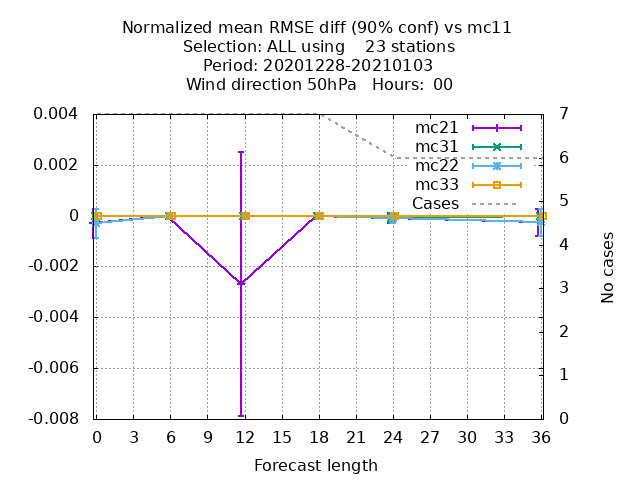 Normalized mean RMSE diff (90% conf) vs mc11
Selection: ALL using    23 stations
Period: 20201228-20210103
Wind direction 50hPa   Hours: 00
0.004
0.002
0
-0.002
-0.004
-0.006
-0.008
mc21
mc31
mc22
mc33
Cases
7
6
5
4
3
2
1
0
No cases
0 3 6 9 12 15 18 21 24 27 30 33 36
Forecast length